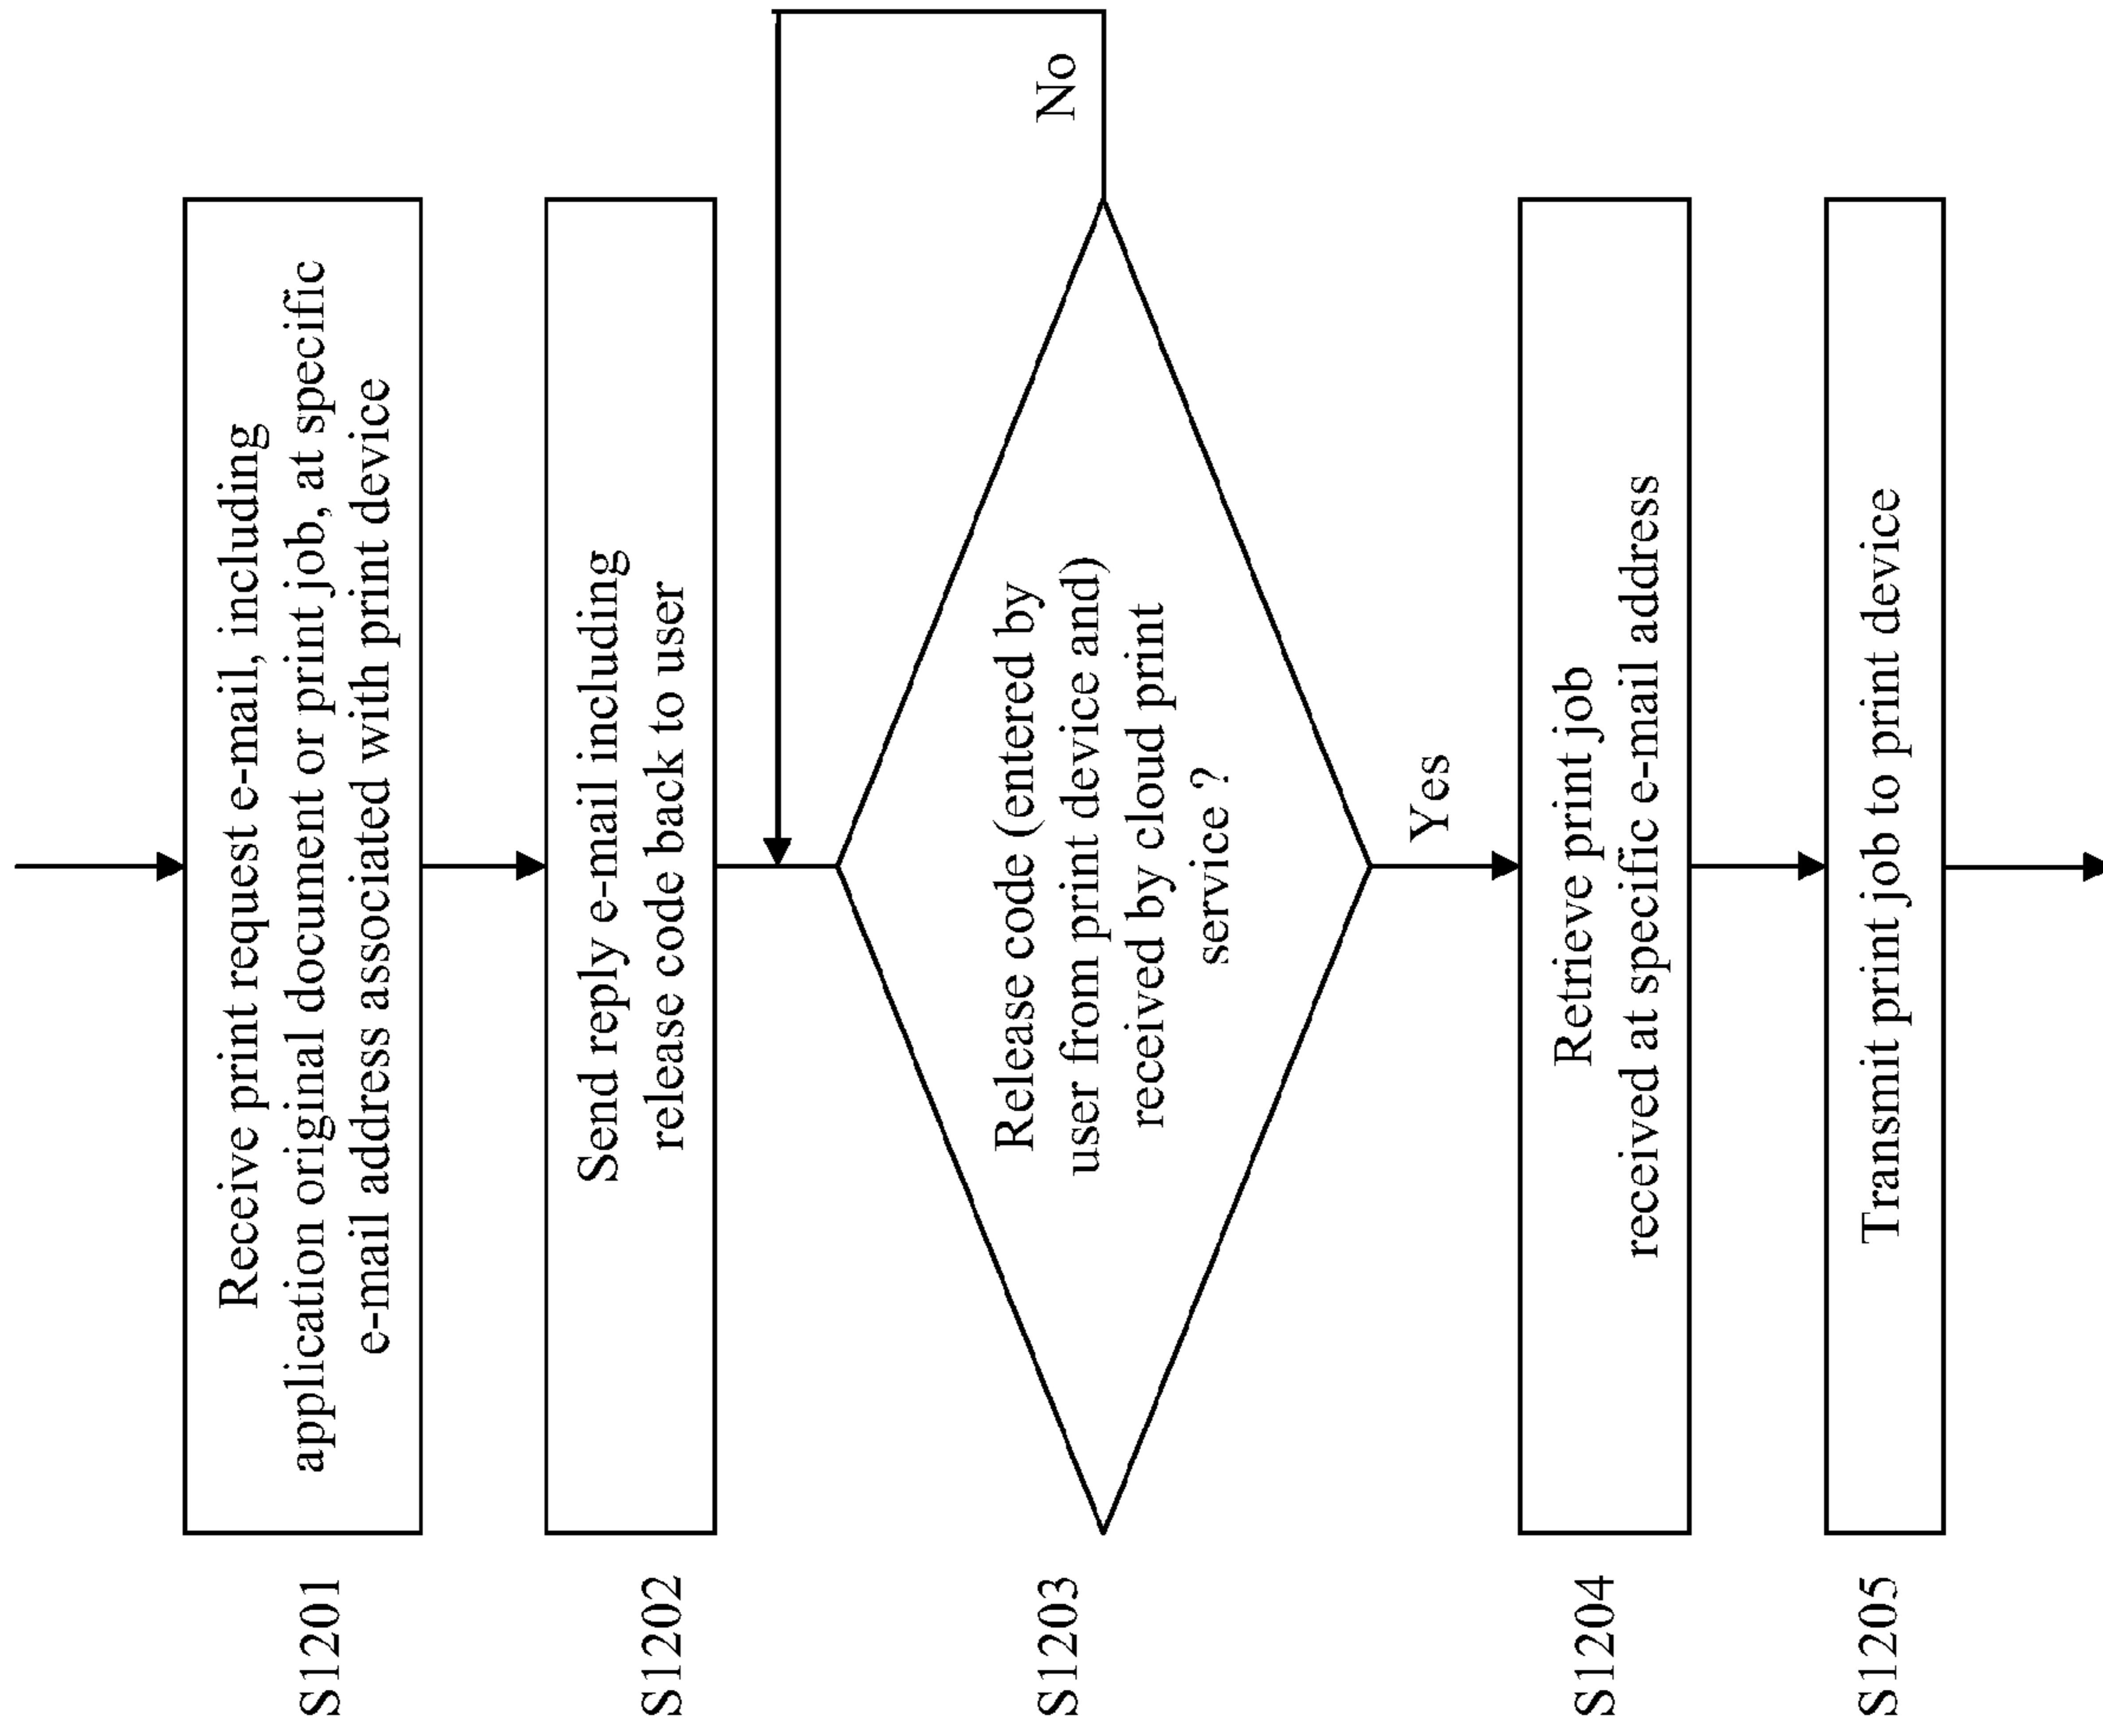 S1201
Receive print request e-mail, including
application original document or print job, at specific
e-mail address associated with print device
S1202
Send reply e-mail including
release code back to user
S1203
Release code (entered by
user from print device and)
received by cloud print
service ?
No
Yes
S1204
Retrieve print job
received at specific e-mail address
S1205
Transmit print job to print device